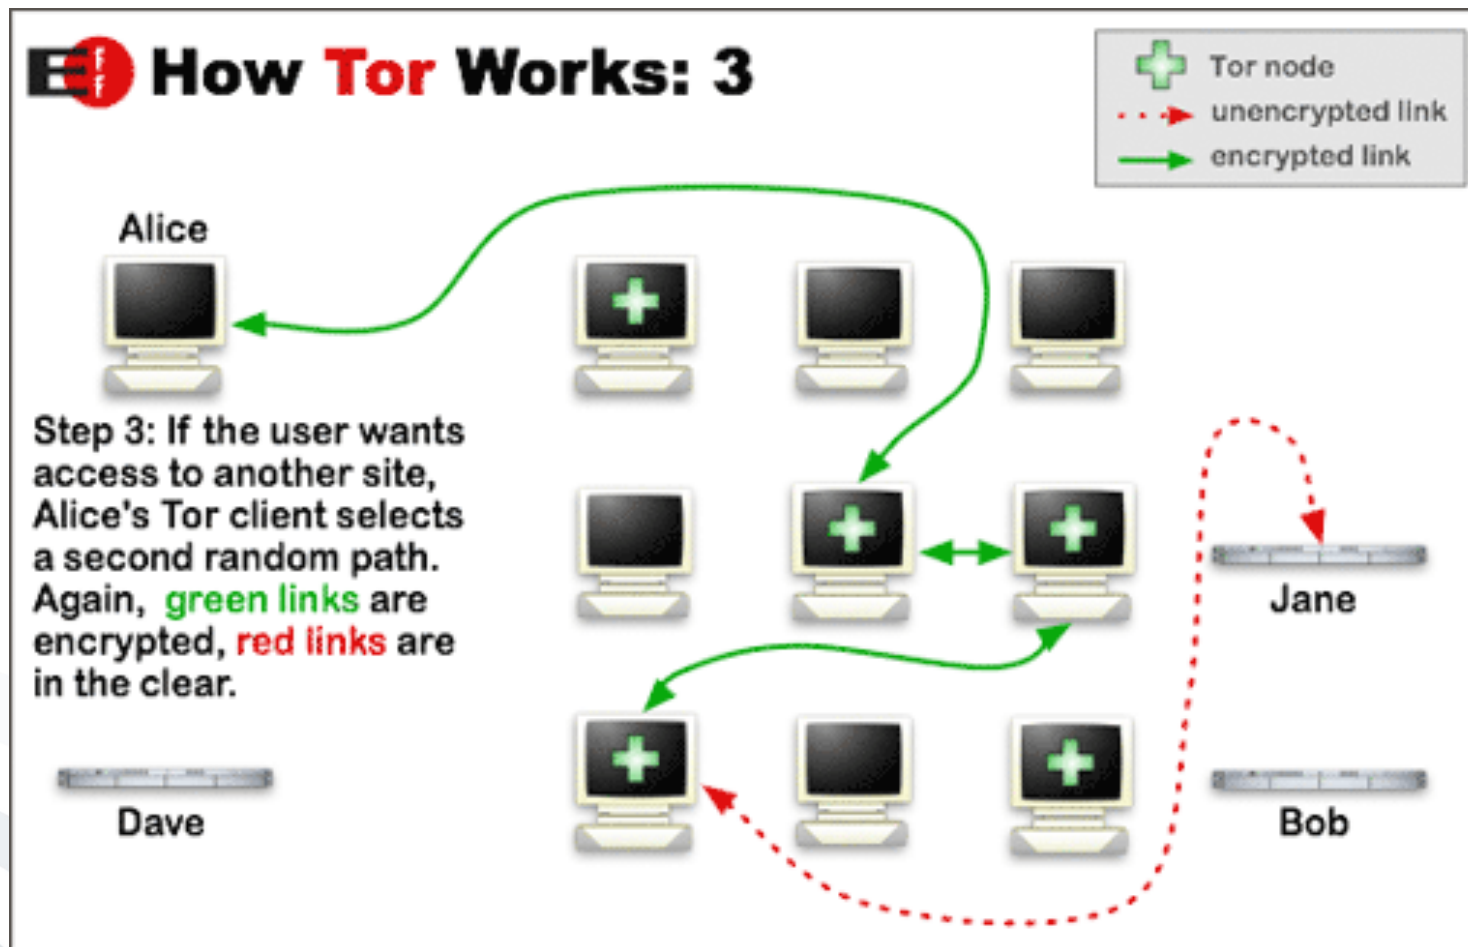 EFF How Tor Works: 3
Tor node
unencrypted link
encrypted link
Alice
Step 3: If the user wants
access to another site,
Alice's Tor client selects
a second random path.
Again, green links are
encrypted, red links are
in the clear.
Jane
Dave
Bob